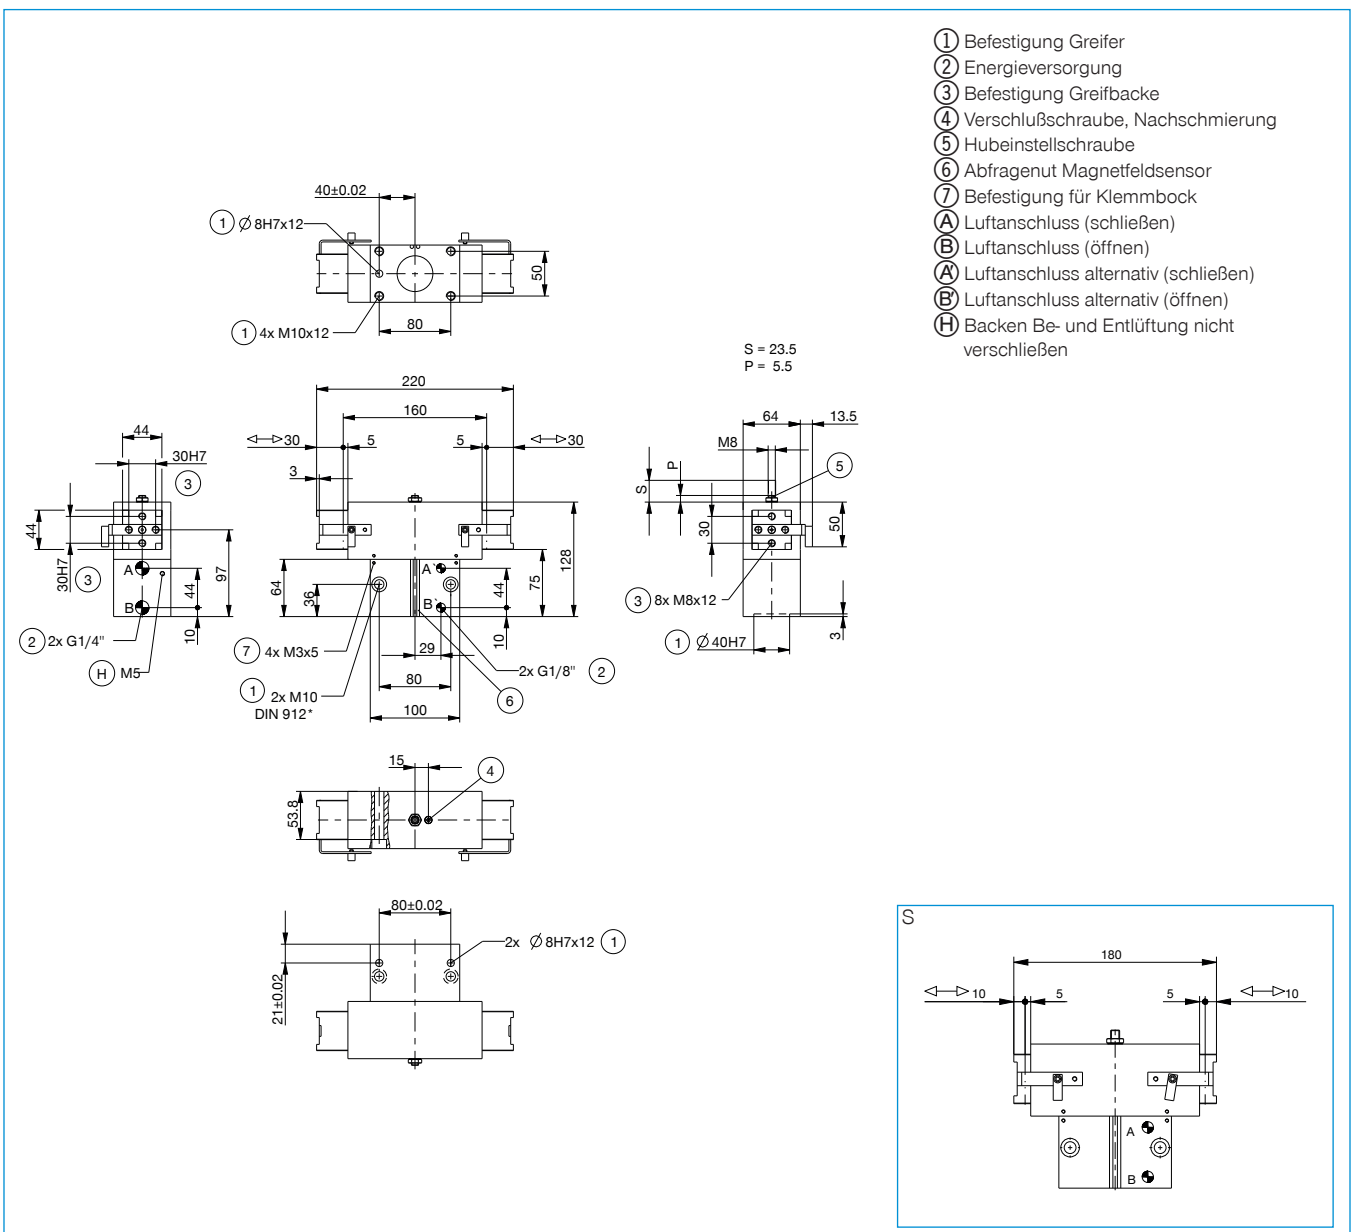 1 Befestigung Greifer
2 Energieversorgung
3 Befestigung Greifbacke
4 Verschlußschraube, Nachschmierung
5 Hubeinstellschraube
6 Abfragenut Magnetfeldsensor
7 Befestigung für Klemmbock
A Luftanschluss (schließen)
B Luftanschluss (öffnen)
A' Luftanschluss alternativ (schließen)
B' Luftanschluss alternativ (öffnen)
H Backen Be- und Entlüftung nicht
verschließen
40±0.02
1 Ø 8H7x12
50
1 4x M10x12
80
S = 23.5
P = 5.5
220
160
30 5 5 30
3
44
30H7
3
44
30H7
3
A
B
97
44
10
2 2x G1/4"
H M5
64
36
A`
B`
44
10
75
128
7 4x M3x5
29
2x G1/8" 2
80
1 2x M10
DIN 912*
6
100
64 13.5
M8
P
S
5
30
50
3 8x M8x12
1 Ø 40H7
3
15
4
53.8
80±0.02
2x Ø 8H7x12 1
21±0.02
S
180
10 5 5 10
A
B